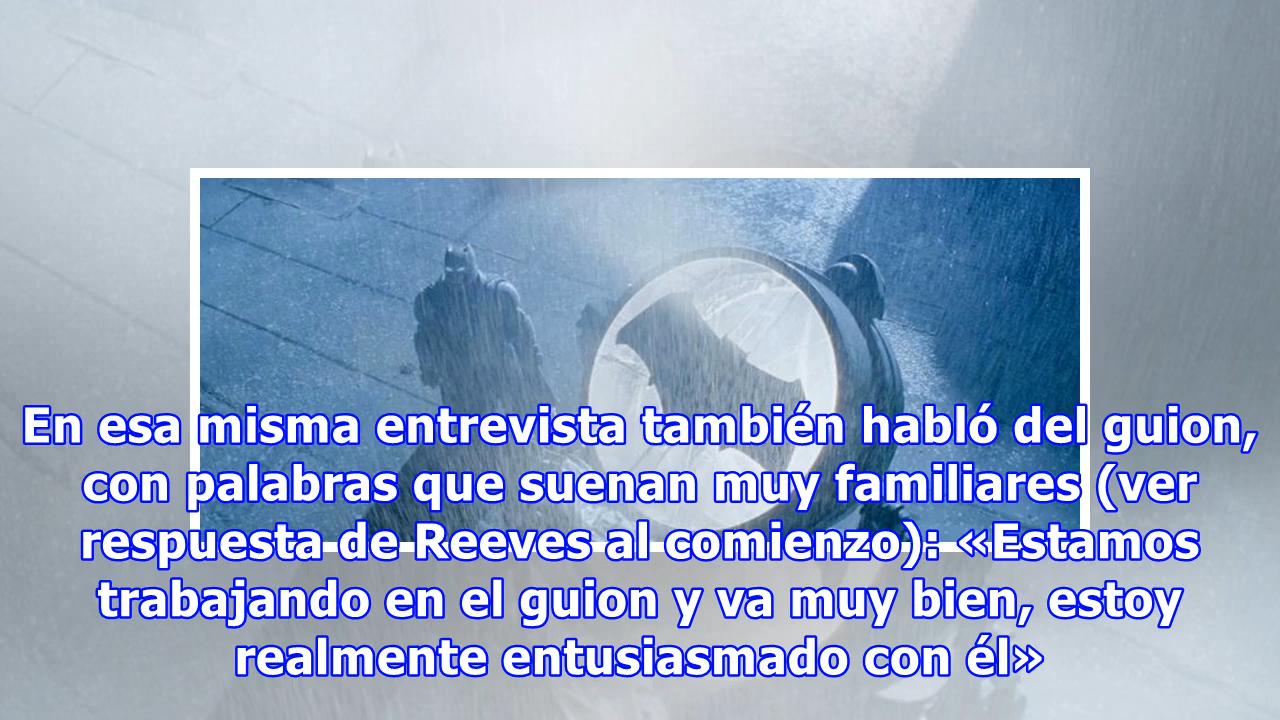 En esa misma entrevista también habló del guion,
con palabras que suenan muy familiares (ver
respuesta de Reeves al comienzo): «Estamos
trabajando en el guion y va muy bien, estoy
realmente entusiasmado con él»